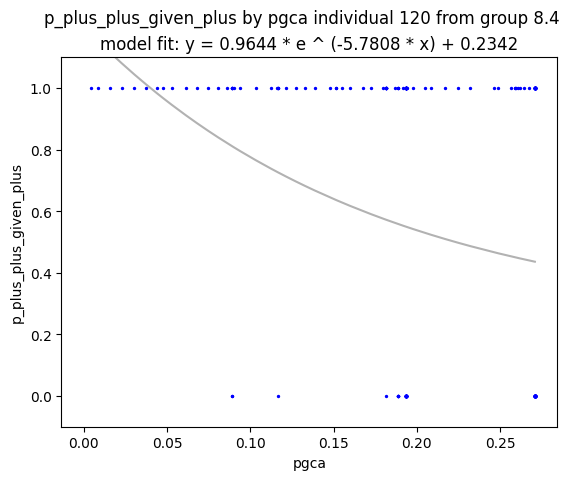 p_plus_plus_given_plus by pgca individual 120 from group 8.4
model fit: y = 0.9644 * e ^ (-5.7808 * x) + 0.2342
p_plus_plus_given_plus
1.0
0.8
0.6
0.4
0.2
0.0
0.00 0.05 0.10 0.15 0.20 0.25
pgca